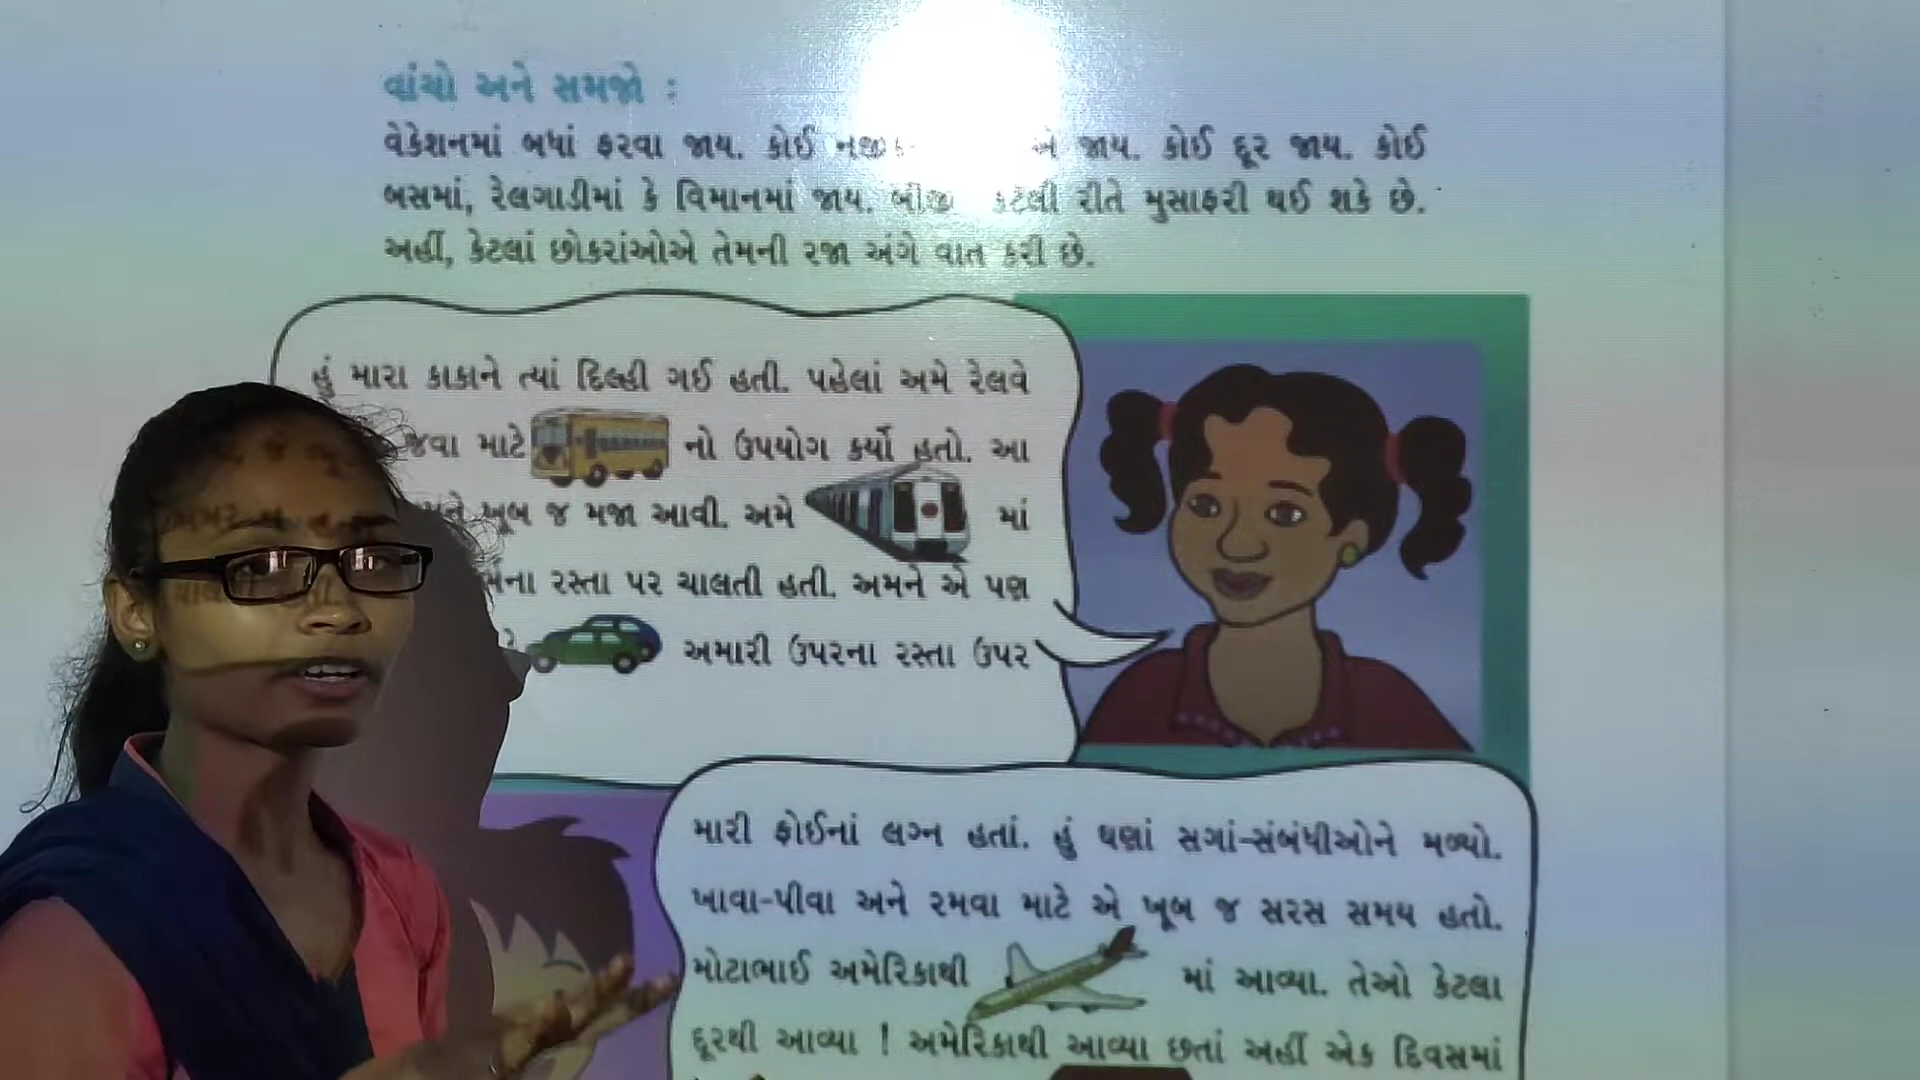 વાંચો અને સમજો :
વેકેશનમાં બધાં ફરવા જાય. કોઈ જાય. કોઈ દૂર જાય. કોઈ
બસમાં, રેલગાડીમાં કે વિમાનમાં જાય. બીજી કેટલી રીતે મુસાફરી થઈ શકે છે.
અહીં, કેટલાં છોકરાંઓએ તેમની રજા અંગે વાત કરી છે.
હું મારા કાકાને ત્યાં દિલ્હી ગઈ હતી. પહેલાં અમે રેલવે
જવા માટે નો ઉપયોગ કર્યો હતો. આ
ખૂબ જ મજા આવી. અમે માં
રસ્તા પર ચાલતી હતી. અમને એ પણ
અમારી ઉપરના રસ્તા ઉપર
મારી ફોઈનાં લગ્ન હતાં. હું ઘણાં સગાં-સંબંધીઓને મળ્યો.
ખાવા-પીવા અને રમવા માટે એ ખૂબ જ સરસ સમય હતો.
મોટાભાઈ અમેરિકાથી માં આવ્યા. તેઓ કેટલા
દૂરથી આવ્યા ! અમેરિકાથી આવ્યા છતાં અહીં એક દિવસમાં